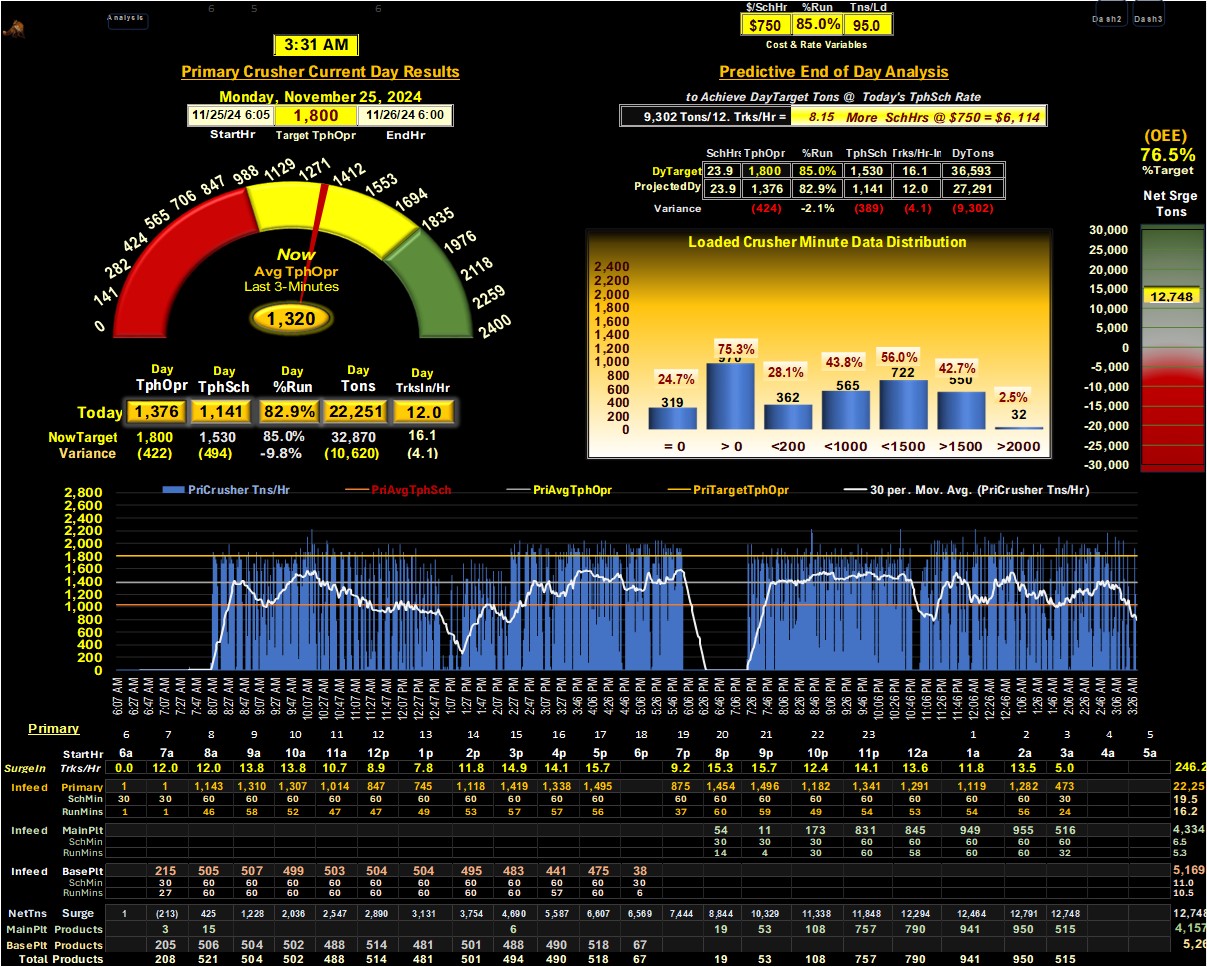 6 5 6 6
Analysis
$/SchHr %Run Tns/Ld
$750 85.0% 95.0
Cost & Rate Variables
Dash2 Dash3
3:31 AM
Primary Crusher Current Day Results
Monday, November 25, 2024
11/25/24 6:05 1,800 11/26/24 6:00
StartHr Target TphOpr EndHr
Predictive End of Day Analysis
to Achieve DayTarget Tons @ Today's TphSch Rate
9,302 Tons/12. Trks/Hr = 8.15 More SchHrs @ $750 = $6,114
SchHrs TphOpr %Run TphSch Trks/Hr-In DyTons
DyTarget 23.9 1,800 85.0% 1,530 16.1 36,593
ProjectedDy 23.9 1,376 82.9% 1,141 12.0 27,291
Variance (424) -2.1% (389) (4.1) (9,302)
(OEE)
76.5%
%Target
Net Srge
Tons
30,000
25,000
20,000
15,000
12,748
10,000
5,000
0
-5,000
-10,000
-15,000
-20,000
-25,000
-30,000
0 141 282 424 565 706 847 988 1129 1271 1412 1553 1694 1835 1976 2118 2259 2400
Now
Avg TphOpr
Last 3-Minutes
1,320
Day Day Day Day Day
TphOpr TphSch %Run Tons TrksIn/Hr
Today 1,376 1,141 82.9% 22,251 12.0
NowTarget 1,800 1,530 85.0% 32,870 16.1
Variance (422) (494) -9.8% (10,620) (4.1)
Loaded Crusher Minute Data Distribution
2,400
2,200
2,000
1,800
1,600
1,400
1,200
1,000
800
600
400
200
0
24.7% 75.3% 28.1% 43.8% 56.0% 42.7% 2.5%
319 970 362 565 722 550 32
= 0 > 0 <200 <1000 <1500 >1500 >2000
PriCrusher Tns/Hr PriAvgTphSch PriAvgTphOpr PriTargetTphOpr 30 per. Mov. Avg. (PriCrusher Tns/Hr)
2,800
2,600
2,400
2,200
2,000
1,800
1,600
1,400
1,200
1,000
800
600
400
200
0
6:07 AM 6:27 AM 6:47 AM 7:07 AM 7:27 AM 7:47 AM 8:07 AM 8:27 AM 8:47 AM 9:07 AM 9:27 AM 9:47 AM 10:07 AM 10:27 AM 10:47 AM 11:07 AM 11:27 AM 11:47 AM 12:07 PM 12:27 PM 12:47 PM 1:07 PM 1:27 PM 1:47 PM 2:07 PM 2:26 PM 2:46 PM 3:06 PM 3:26 PM 3:46 PM 4:06 PM 4:26 PM 4:46 PM 5:06 PM 5:26 PM 5:46 PM 6:06 PM 6:26 PM 6:46 PM 7:06 PM 7:26 PM 7:46 PM 8:06 PM 8:26 PM 8:46 PM 9:06 PM 9:26 PM 9:46 PM 10:06 PM 10:26 PM 10:46 PM 11:06 PM 11:26 PM 11:46 PM 12:06 AM 12:26 AM 12:46 AM 1:06 AM 1:26 AM 1:46 AM 2:06 AM 2:26 AM 2:46 AM 3:06 AM 3:26 AM
Primary 6 7 8 9 10 11 12 13 14 15 16 17 18 19 20 21 22 23 1 2 3 4 5
StartHr 6a 7a 8a 9a 10a 11a 12p 1p 2p 3p 4p 5p 6p 7p 8p 9p 10p 11p 12a 1a 2a 3a 4a 5a
SurgeIn Trks/Hr 0.0 12.0 12.0 13.8 13.8 10.7 8.9 7.8 11.8 14.9 14.1 15.7 9.2 15.3 15.7 12.4 14.1 13.6 11.8 13.5 5.0 246.2
Infeed Primary 1 1 1,143 1,310 1,307 1,014 847 745 1,118 1,419 1,338 1,495 875 1,454 1,496 1,182 1,341 1,291 1,119 1,282 473 22,25
SchMin 30 30 60 60 60 60 60 60 60 60 60 60 60 60 60 60 60 60 60 60 30 19.5
RunMins 1 1 46 58 52 47 47 49 53 57 57 56 37 60 59 49 54 53 54 56 24 16.2
Infeed MainPlt 54 11 173 831 845 949 955 516 4,334
SchMin 30 30 30 60 60 60 60 30 6.5
RunMins 14 4 30 60 58 60 60 32 5.3
Infeed BasePlt 215 505 507 499 503 504 504 495 483 441 475 38 5,169
SchMin 30 60 60 60 60 60 60 60 60 60 60 30 11.0
RunMins 27 60 60 60 60 60 60 60 60 57 60 6 10.5
NetTns Surge 1 (213) 425 1,228 2,036 2,547 2,890 3,131 3,754 4,690 5,587 6,607 6,569 7,444 8,844 10,329 11,338 11,848 12,294 12,464 12,791 12,748 12,748
MainPlt Products 3 15 6 19 53 108 757 790 941 950 515 4,157
BasePlt Products 205 506 504 502 488 514 481 501 488 490 518 67 5,26
Total Products 208 521 504 502 488 514 481 501 494 490 518 67 19 53 108 757 790 941 950 515